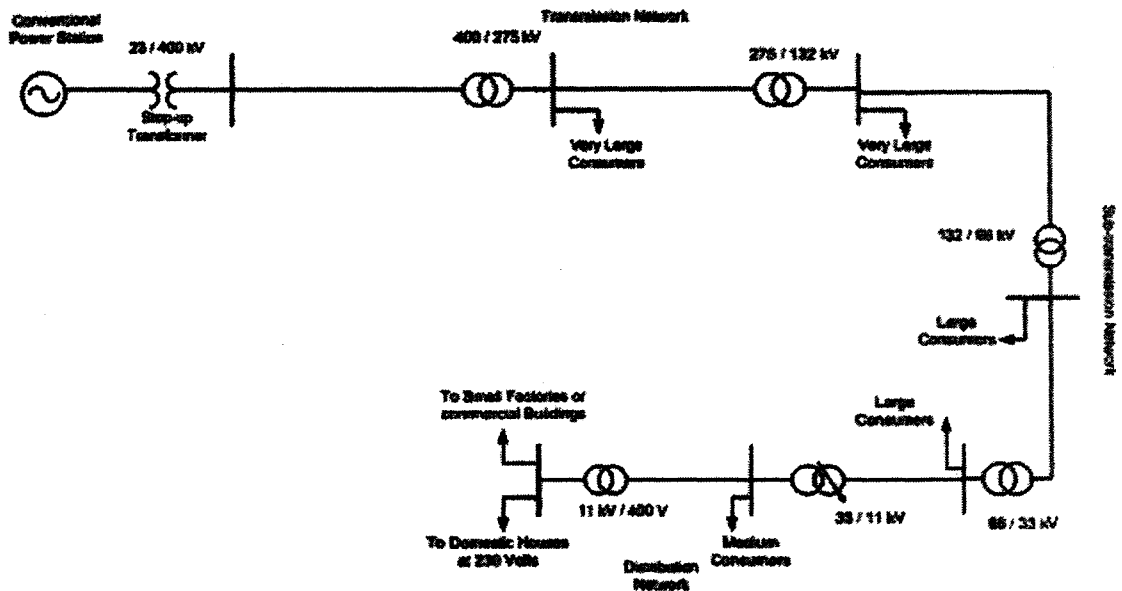 Conventional
Power Station
Transmission Network
23 / 400 kV
400 / 275 kV
275 / 132 kV
Step-up
Transformer
Very Large
Consumers
Very Large
Consumers
132 / 66 kV
Sub-transmission Network
Large
Consumers
To Small Factories or
commercial Buildings
Large
Consumers
11 kV / 400 V
33 / 11 kV
66 / 33 kV
To Domestic Houses
at 230 Volts
Medium
Consumers
Distribution
Network